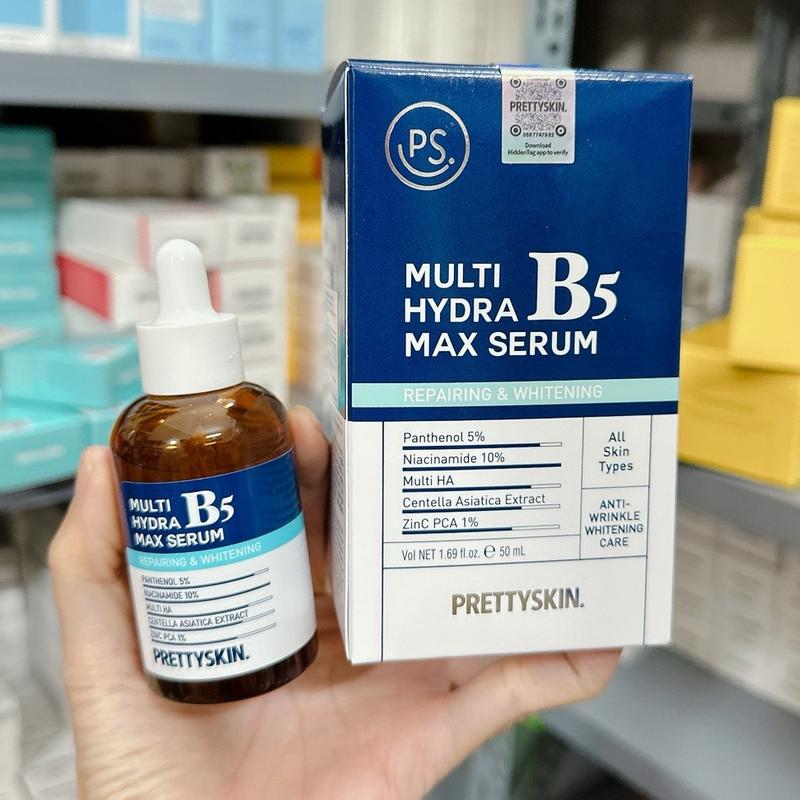 PRETTYSKIN.
0687747982
Download
HiddenTag app to verify
PS.
MULTI
HYDRA B5
MAX SERUM
REPAIRING & WHITENING
Panthenol 5%
Niacinamide 10%
Multi HA
Centella Asiatica Extract
ZinC PCA 1%
All
Skin
Types
ANTI-
WRINKLE
WHITENING
CARE
Vol NET 1.69 fl.oz. ℮ 50 mL
PRETTYSKIN.
MULTI
HYDRA B5
MAX SERUM
REPAIRING & WHITENING
PANTHENOL 5%
NIACINAMIDE 10%
MULTI HA
CENTELLA ASIATICA EXTRACT
ZINC PCA 1%
PRETTYSKIN.